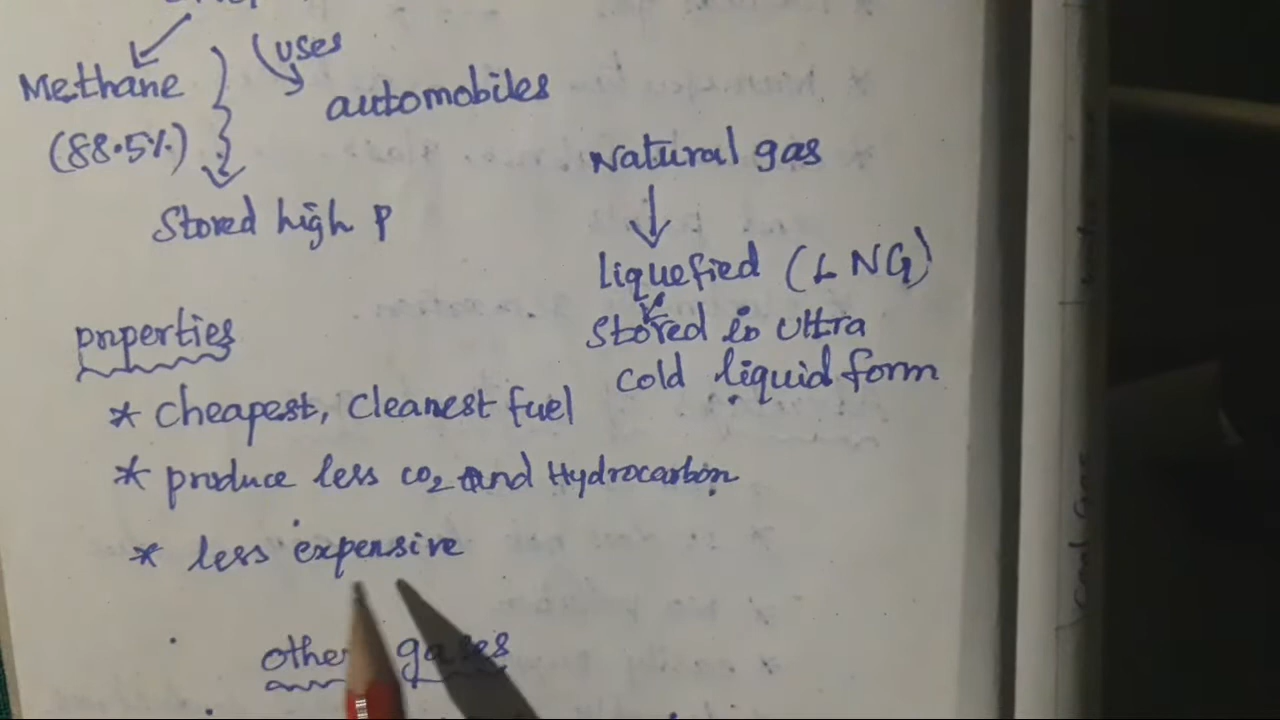 Methane
(88.5%)
uses
automobiles
Stored high P
Natural gas
liquefied (LNG)
Stored in ultra
cold liquid form
properties
* cheapest, cleanest fuel
* produce less CO2 and Hydrocarbon
* less expensive
other gases